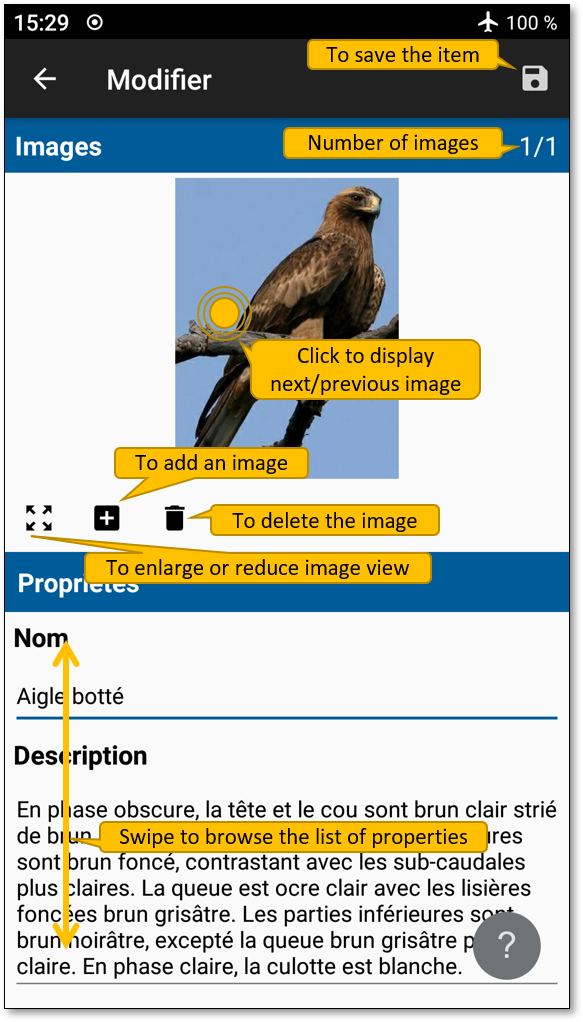 15:29 100 %
To save the item
Modifier
Images
Number of images
1/1
Click to display
next/previous image
To add an image
To delete the image
To enlarge or reduce image view
Propriétés
Nom
Aigle botté
Description
En phase obscure, la tête et le cou sont brun clair strié
de brun
Swipe to browse the list of properties
ures
sont brun foncé, contrastant avec les sub-caudales
plus claires. La queue est ocre clair avec les lisières
foncées brun grisâtre. Les parties inférieures sont
brun noirâtre, excepté la queue brun grisâtre p
claire. En phase claire, la culotte est blanche.
?